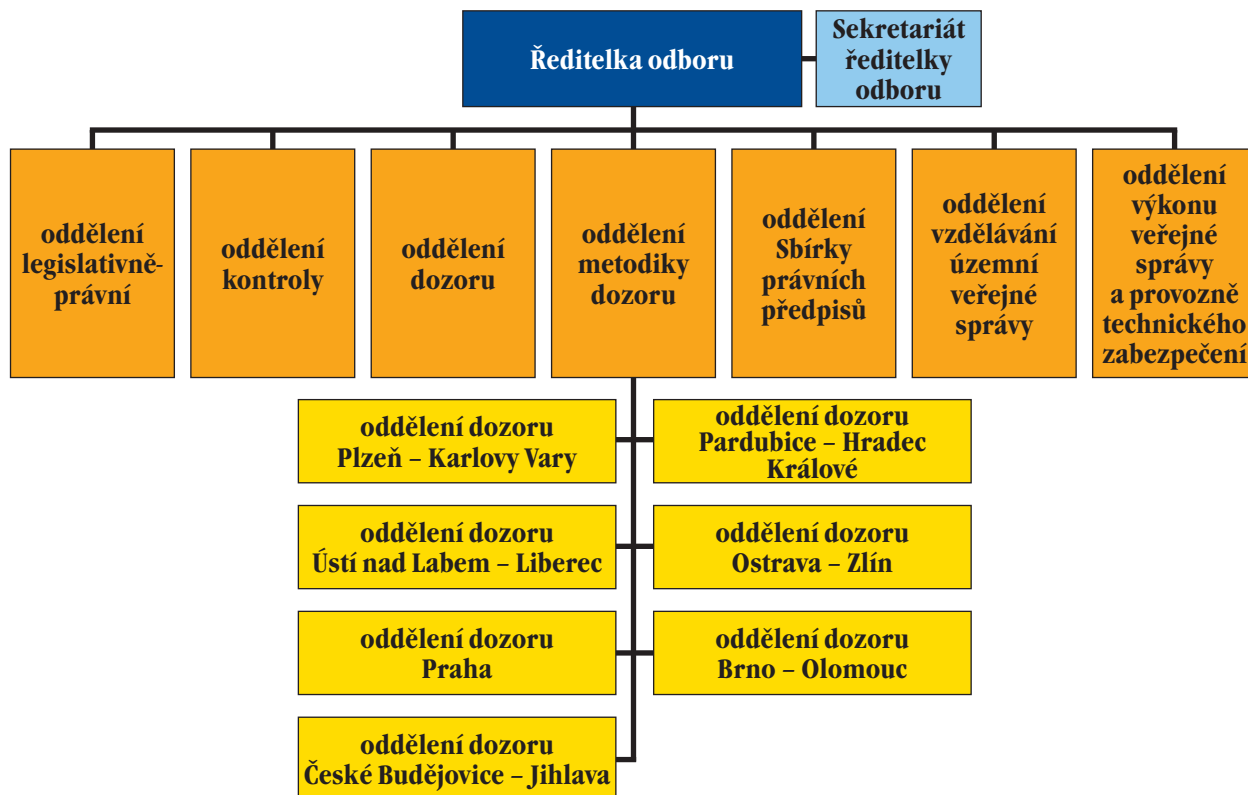 Ředitelka odboru
Sekretariát
ředitelky
odboru
oddělení
legislativně-
právní
oddělení
kontroly
oddělení
dozoru
oddělení
metodiky
dozoru
oddělení
Sbírky
právních
předpisů
oddělení
vzdělávání
územní
veřejné
správy
oddělení
výkonu
veřejné
správy
a provozně
technického
zabezpečení
oddělení dozoru
Plzeň – Karlovy Vary
oddělení dozoru
Pardubice – Hradec
Králové
oddělení dozoru
Ústí nad Labem – Liberec
oddělení dozoru
Ostrava – Zlín
oddělení dozoru
Praha
oddělení dozoru
Brno – Olomouc
oddělení dozoru
České Budějovice – Jihlava